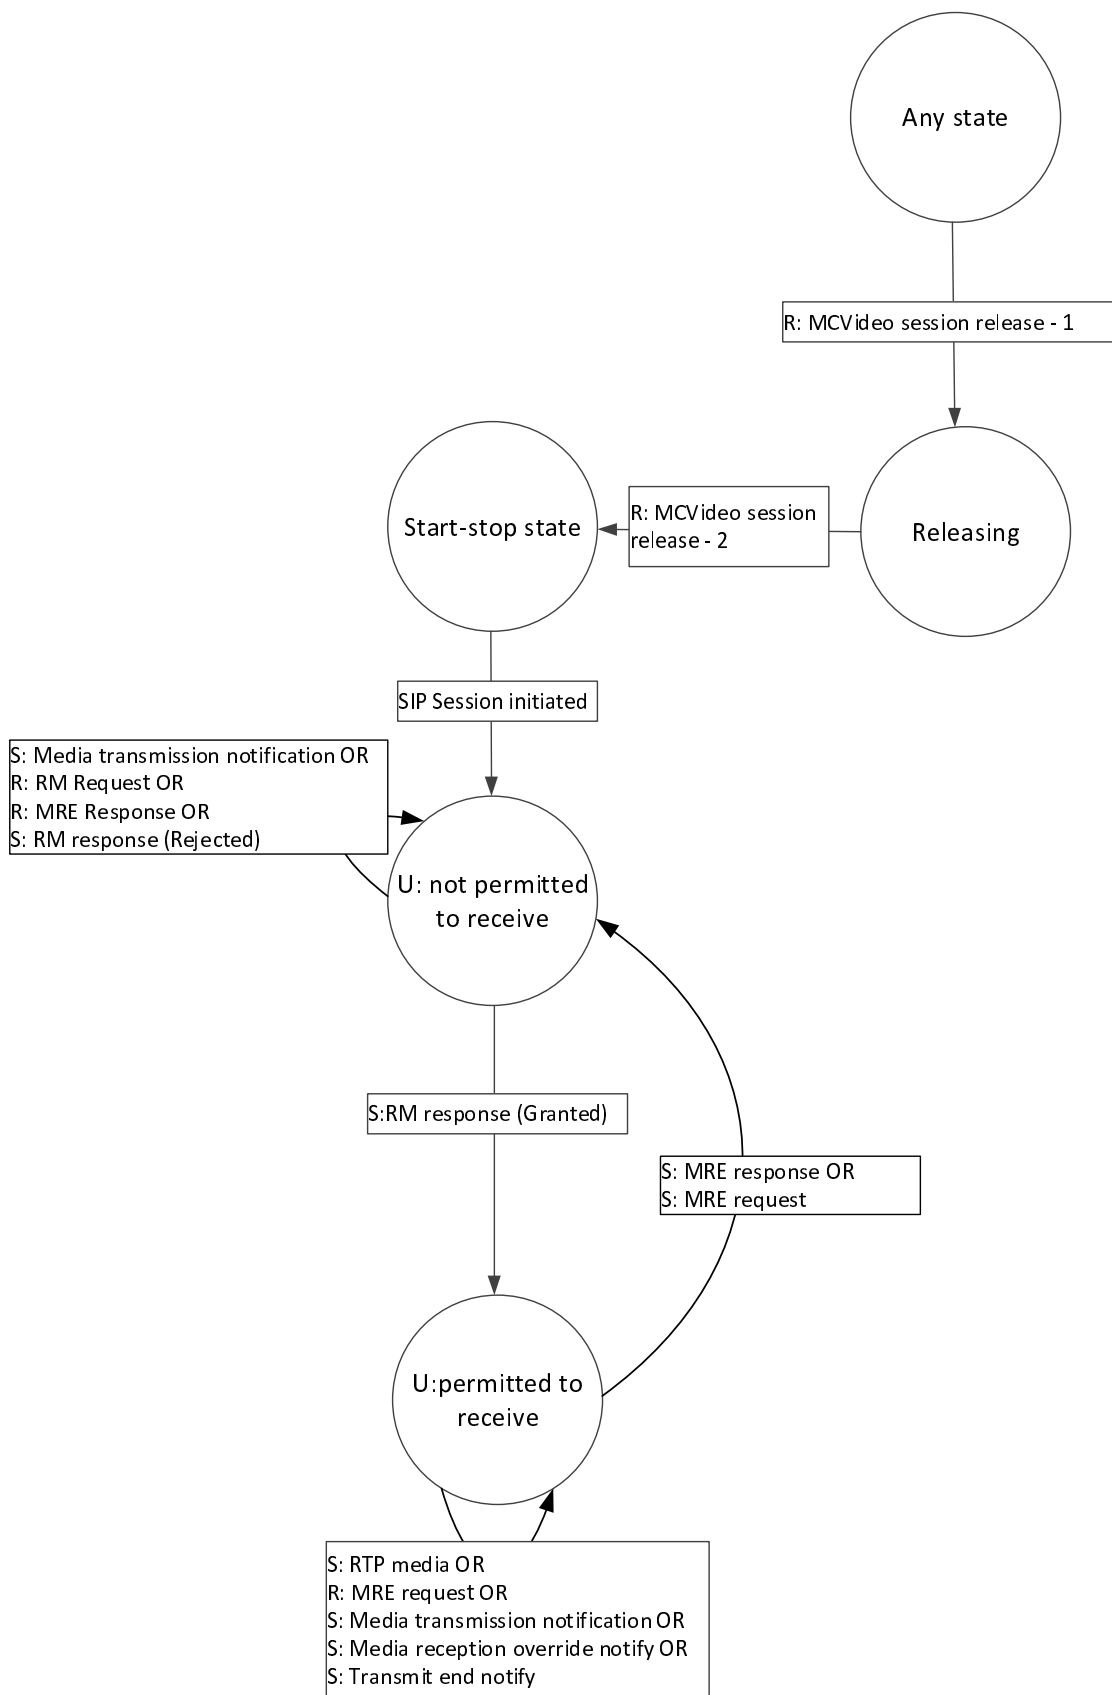 Any state
R: MCVideo session release - 1
Start-stop state
R: MCVideo session
release - 2
Releasing
SIP Session initiated
S: Media transmission notification OR
R: RM Request OR
R: MRE Response OR
S: RM response (Rejected)
U: not permitted
to receive
S:RM response (Granted)
S: MRE response OR
S: MRE request
U:permitted to
receive
S: RTP media OR
R: MRE request OR
S: Media transmission notification OR
S: Media reception override notify OR
S: Transmit end notify